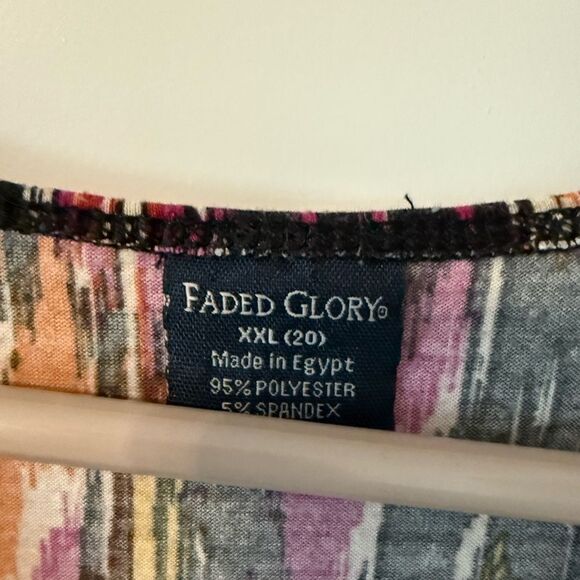 FADED GLORY®
XXL (20)
Made in Egypt
95% POLYESTER
5% SPANDEX